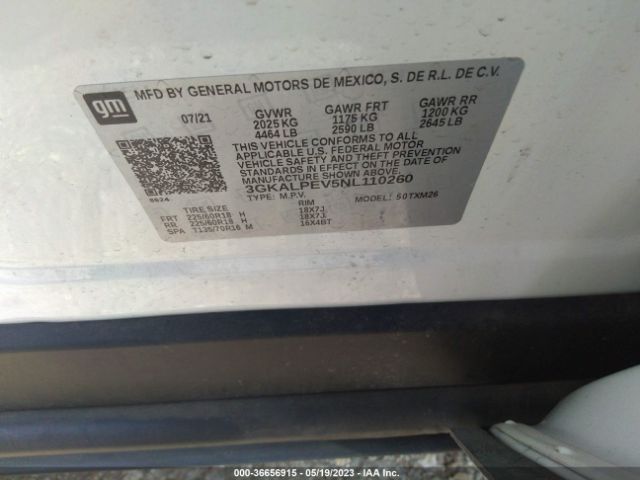 gm
MFD BY GENERAL MOTORS DE MEXICO, S. DE R.L. DE C.V.
07/21 GVWR GAWR FRT GAWR RR
2025 KG 1175 KG 1200 KG
4464 LB 2590 LB 2645 LB
THIS VEHICLE CONFORMS TO ALL
APPLICABLE U.S. FEDERAL MOTOR
VEHICLE SAFETY, BUMPER, AND THEFT
PREVENTION STANDARDS IN EFFECT ON THE
DATE OF MANUFACTURE SHOWN ABOVE.
3GKALPEV5NL110260
TYPE: M.P.V. MODEL: 50TXM26
TIRE SIZE RIM
FRT 225/60R18 H 18X7J
RR 225/60R18 H 18X7J
SPA T135/70R16 M 16X4BT
000-36656915 - 05/19/2023 - IAA Inc.